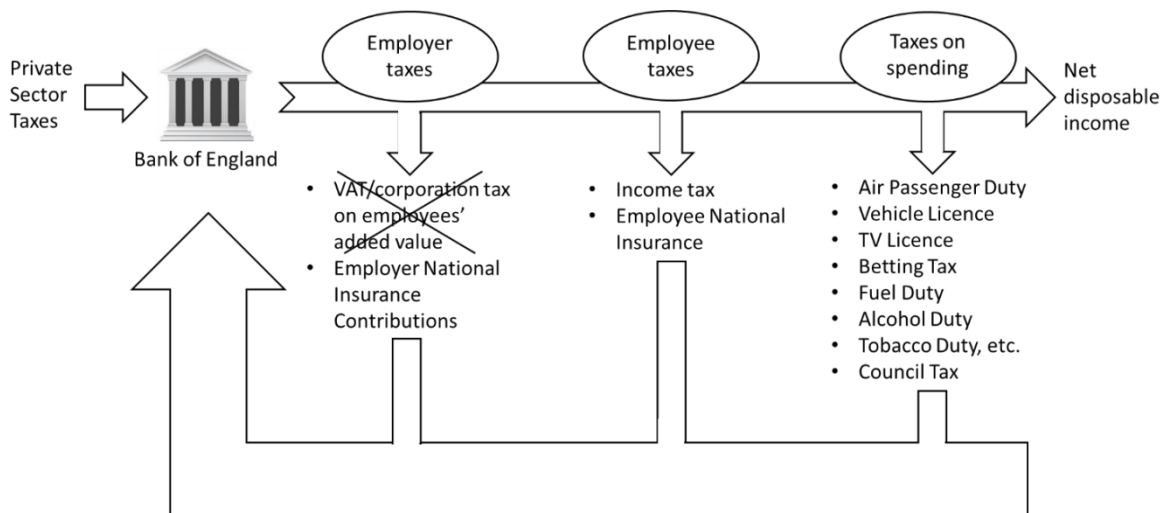 Private
Sector
Taxes
Bank of England
Employer
taxes
Employee
taxes
Taxes on
spending
Net
disposable
income
• VAT/corporation tax
on employees'
added value
• Employer National
Insurance
Contributions
• Income tax
• Employee National
Insurance
• Air Passenger Duty
• Vehicle Licence
• TV Licence
• Betting Tax
• Fuel Duty
• Alcohol Duty
• Tobacco Duty, etc.
• Council Tax